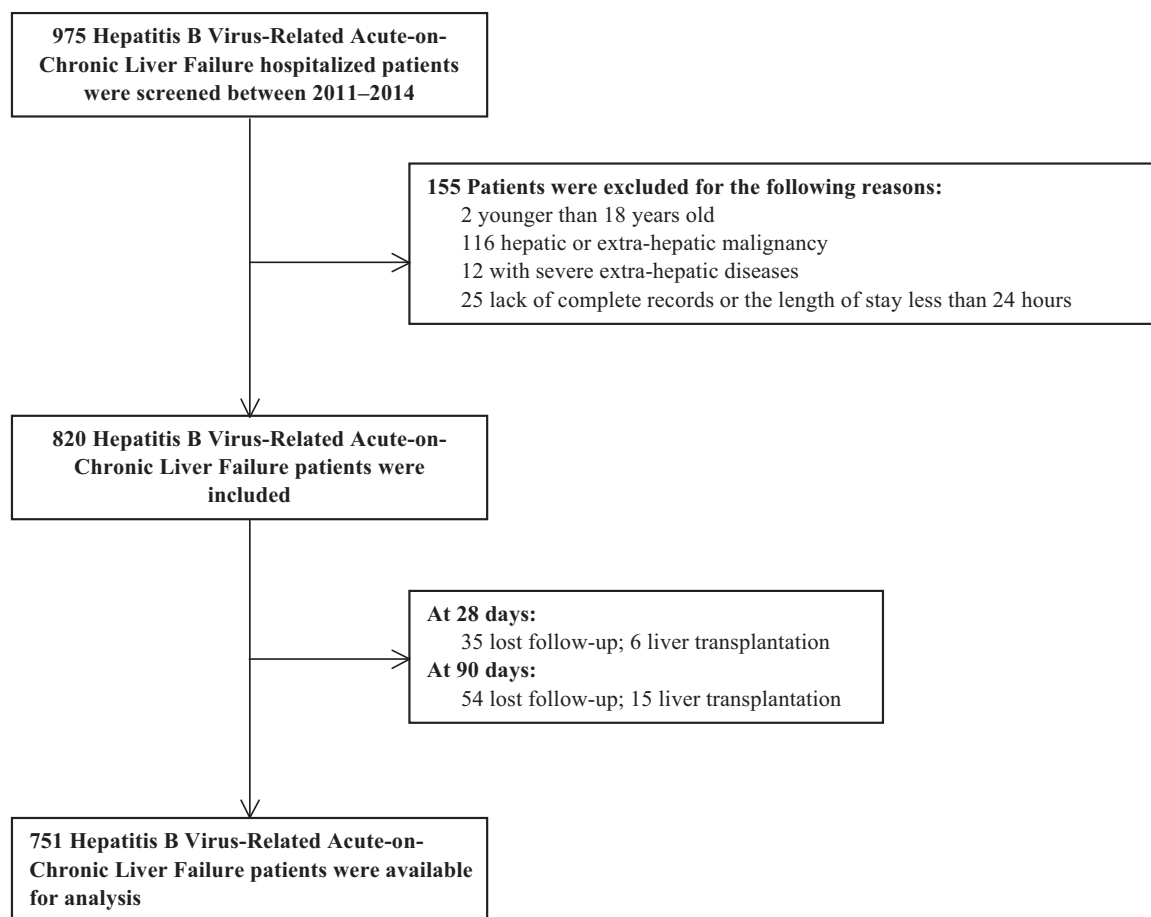 975 Hepatitis B Virus-Related Acute-on-
Chronic Liver Failure hospitalized patients
were screened between 2011–2014
155 Patients were excluded for the following reasons:
2 younger than 18 years old
116 hepatic or extra-hepatic malignancy
12 with severe extra-hepatic diseases
25 lack of complete records or the length of stay less than 24 hours
820 Hepatitis B Virus-Related Acute-on-
Chronic Liver Failure patients were
included
At 28 days:
35 lost follow-up; 6 liver transplantation
At 90 days:
54 lost follow-up; 15 liver transplantation
751 Hepatitis B Virus-Related Acute-on-
Chronic Liver Failure patients were available
for analysis